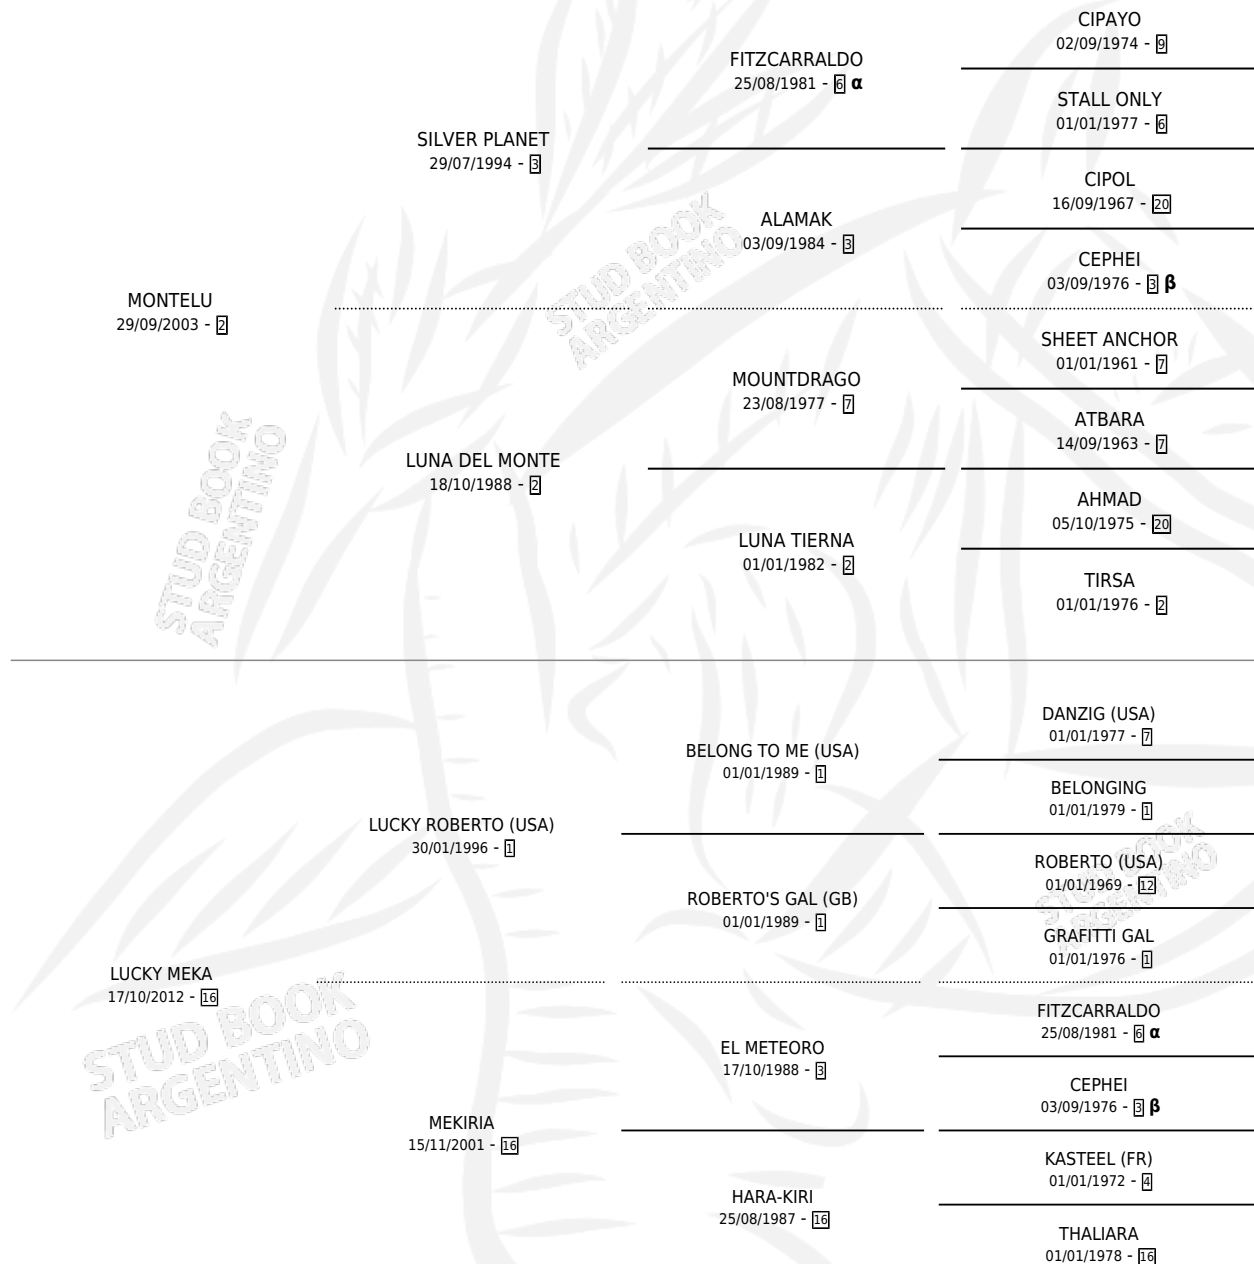 CIPAYO
02/09/1974 - 9
FITZCARRALDO
25/08/1981 - 6 α
STALL ONLY
01/01/1977 - 6
SILVER PLANET
29/07/1994 - 3
CIPOL
16/09/1967 - 20
ALAMAK
03/09/1984 - 3
CEPHEI
03/09/1976 - 3 β
MONTELU
29/09/2003 - 2
SHEET ANCHOR
01/01/1961 - 7
MOUNTDRAGO
23/08/1977 - 7
ATBARA
14/09/1963 - 7
LUNA DEL MONTE
18/10/1988 - 2
AHMAD
05/10/1975 - 20
LUNA TIERNA
01/01/1982 - 2
TIRSA
01/01/1976 - 2
DANZIG (USA)
01/01/1977 - 7
BELONG TO ME (USA)
01/01/1989 - 1
BELONGING
01/01/1979 - 1
LUCKY ROBERTO (USA)
30/01/1996 - 1
ROBERTO (USA)
01/01/1969 - 12
ROBERTO'S GAL (GB)
01/01/1989 - 1
GRAFITTI GAL
01/01/1976 - 1
LUCKY MEKA
17/10/2012 - 16
FITZCARRALDO
25/08/1981 - 6 α
EL METEORO
17/10/1988 - 3
CEPHEI
03/09/1976 - 3 β
MEKIRIA
15/11/2001 - 16
KASTEEL (FR)
01/01/1972 - 4
HARA-KIRI
25/08/1987 - 16
THALIARA
01/01/1978 - 16
STUD BOOK
ARGENTINO
STUD BOOK
ARGENTINO
STUD BOOK
ARGENTINO
STUD BOOK
ARGENTINO